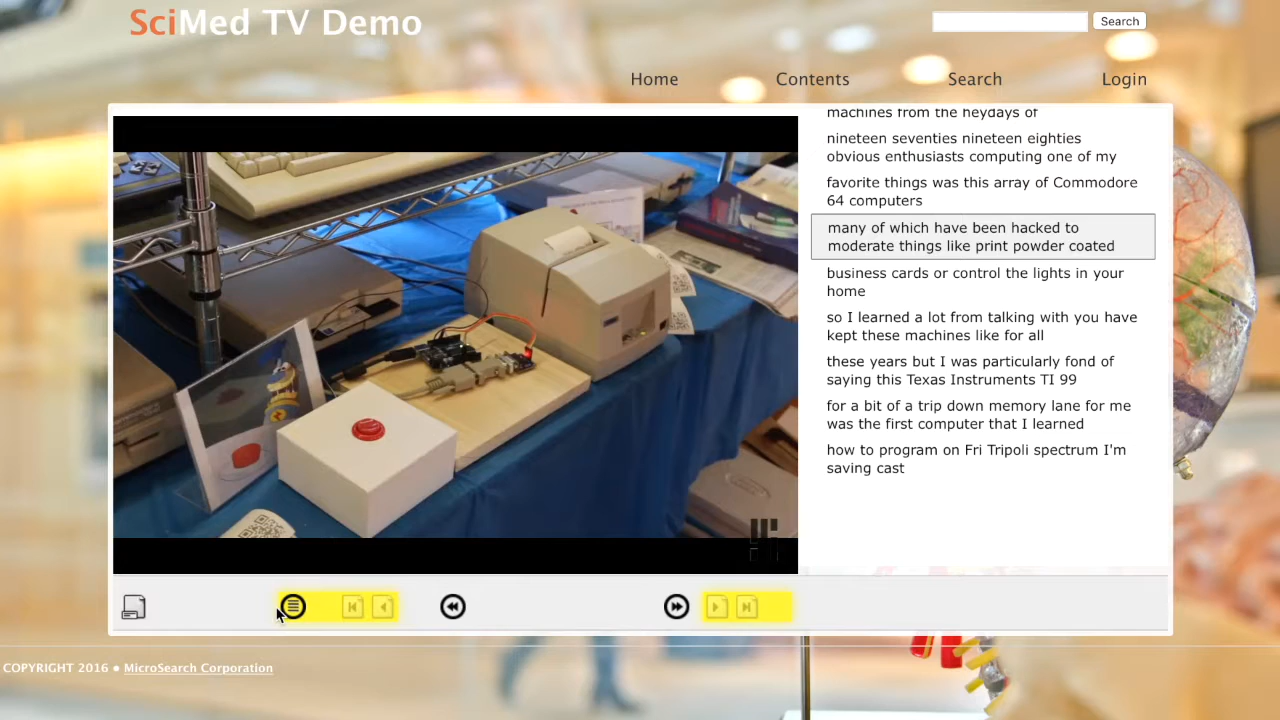 SciMed TV Demo
Search
Home
Contents
Search
Login
machines from the heydays of
nineteen seventies nineteen eighties
obvious enthusiasts computing one of my
favorite things was this array of Commodore
64 computers
many of which have been hacked to
moderate things like print powder coated
business cards or control the lights in your
home
so I learned a lot from talking with you have
kept these machines like for all
these years but I was particularly fond of
saying this Texas Instruments TI 99
for a bit of a trip down memory lane for me
was the first computer that I learned
how to program on Fri Tripoli spectrum I'm
saving cast
COPYRIGHT 2016 ● MicroSearch Corporation